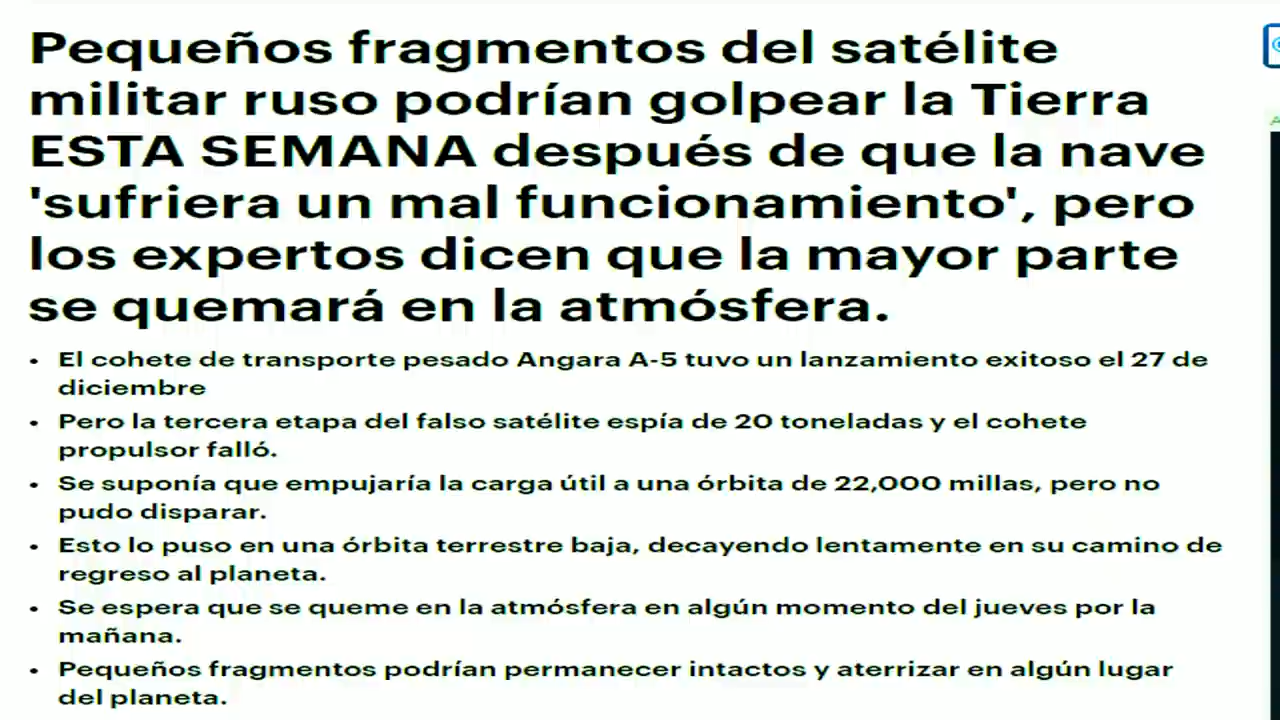 Pequeños fragmentos del satélite
militar ruso podrían golpear la Tierra
ESTA SEMANA después de que la nave
'sufriera un mal funcionamiento', pero
los expertos dicen que la mayor parte
se quemará en la atmósfera.
• El cohete de transporte pesado Angara A-5 tuvo un lanzamiento exitoso el 27 de
diciembre
• Pero la tercera etapa del falso satélite espía de 20 toneladas y el cohete
propulsor falló.
• Se suponía que empujaría la carga útil a una órbita de 22,000 millas, pero no
pudo disparar.
• Esto lo puso en una órbita terrestre baja, decayendo lentamente en su camino de
regreso al planeta.
• Se espera que se queme en la atmósfera en algún momento del jueves por la
mañana.
• Pequeños fragmentos podrían permanecer intactos y aterrizar en algún lugar
del planeta.